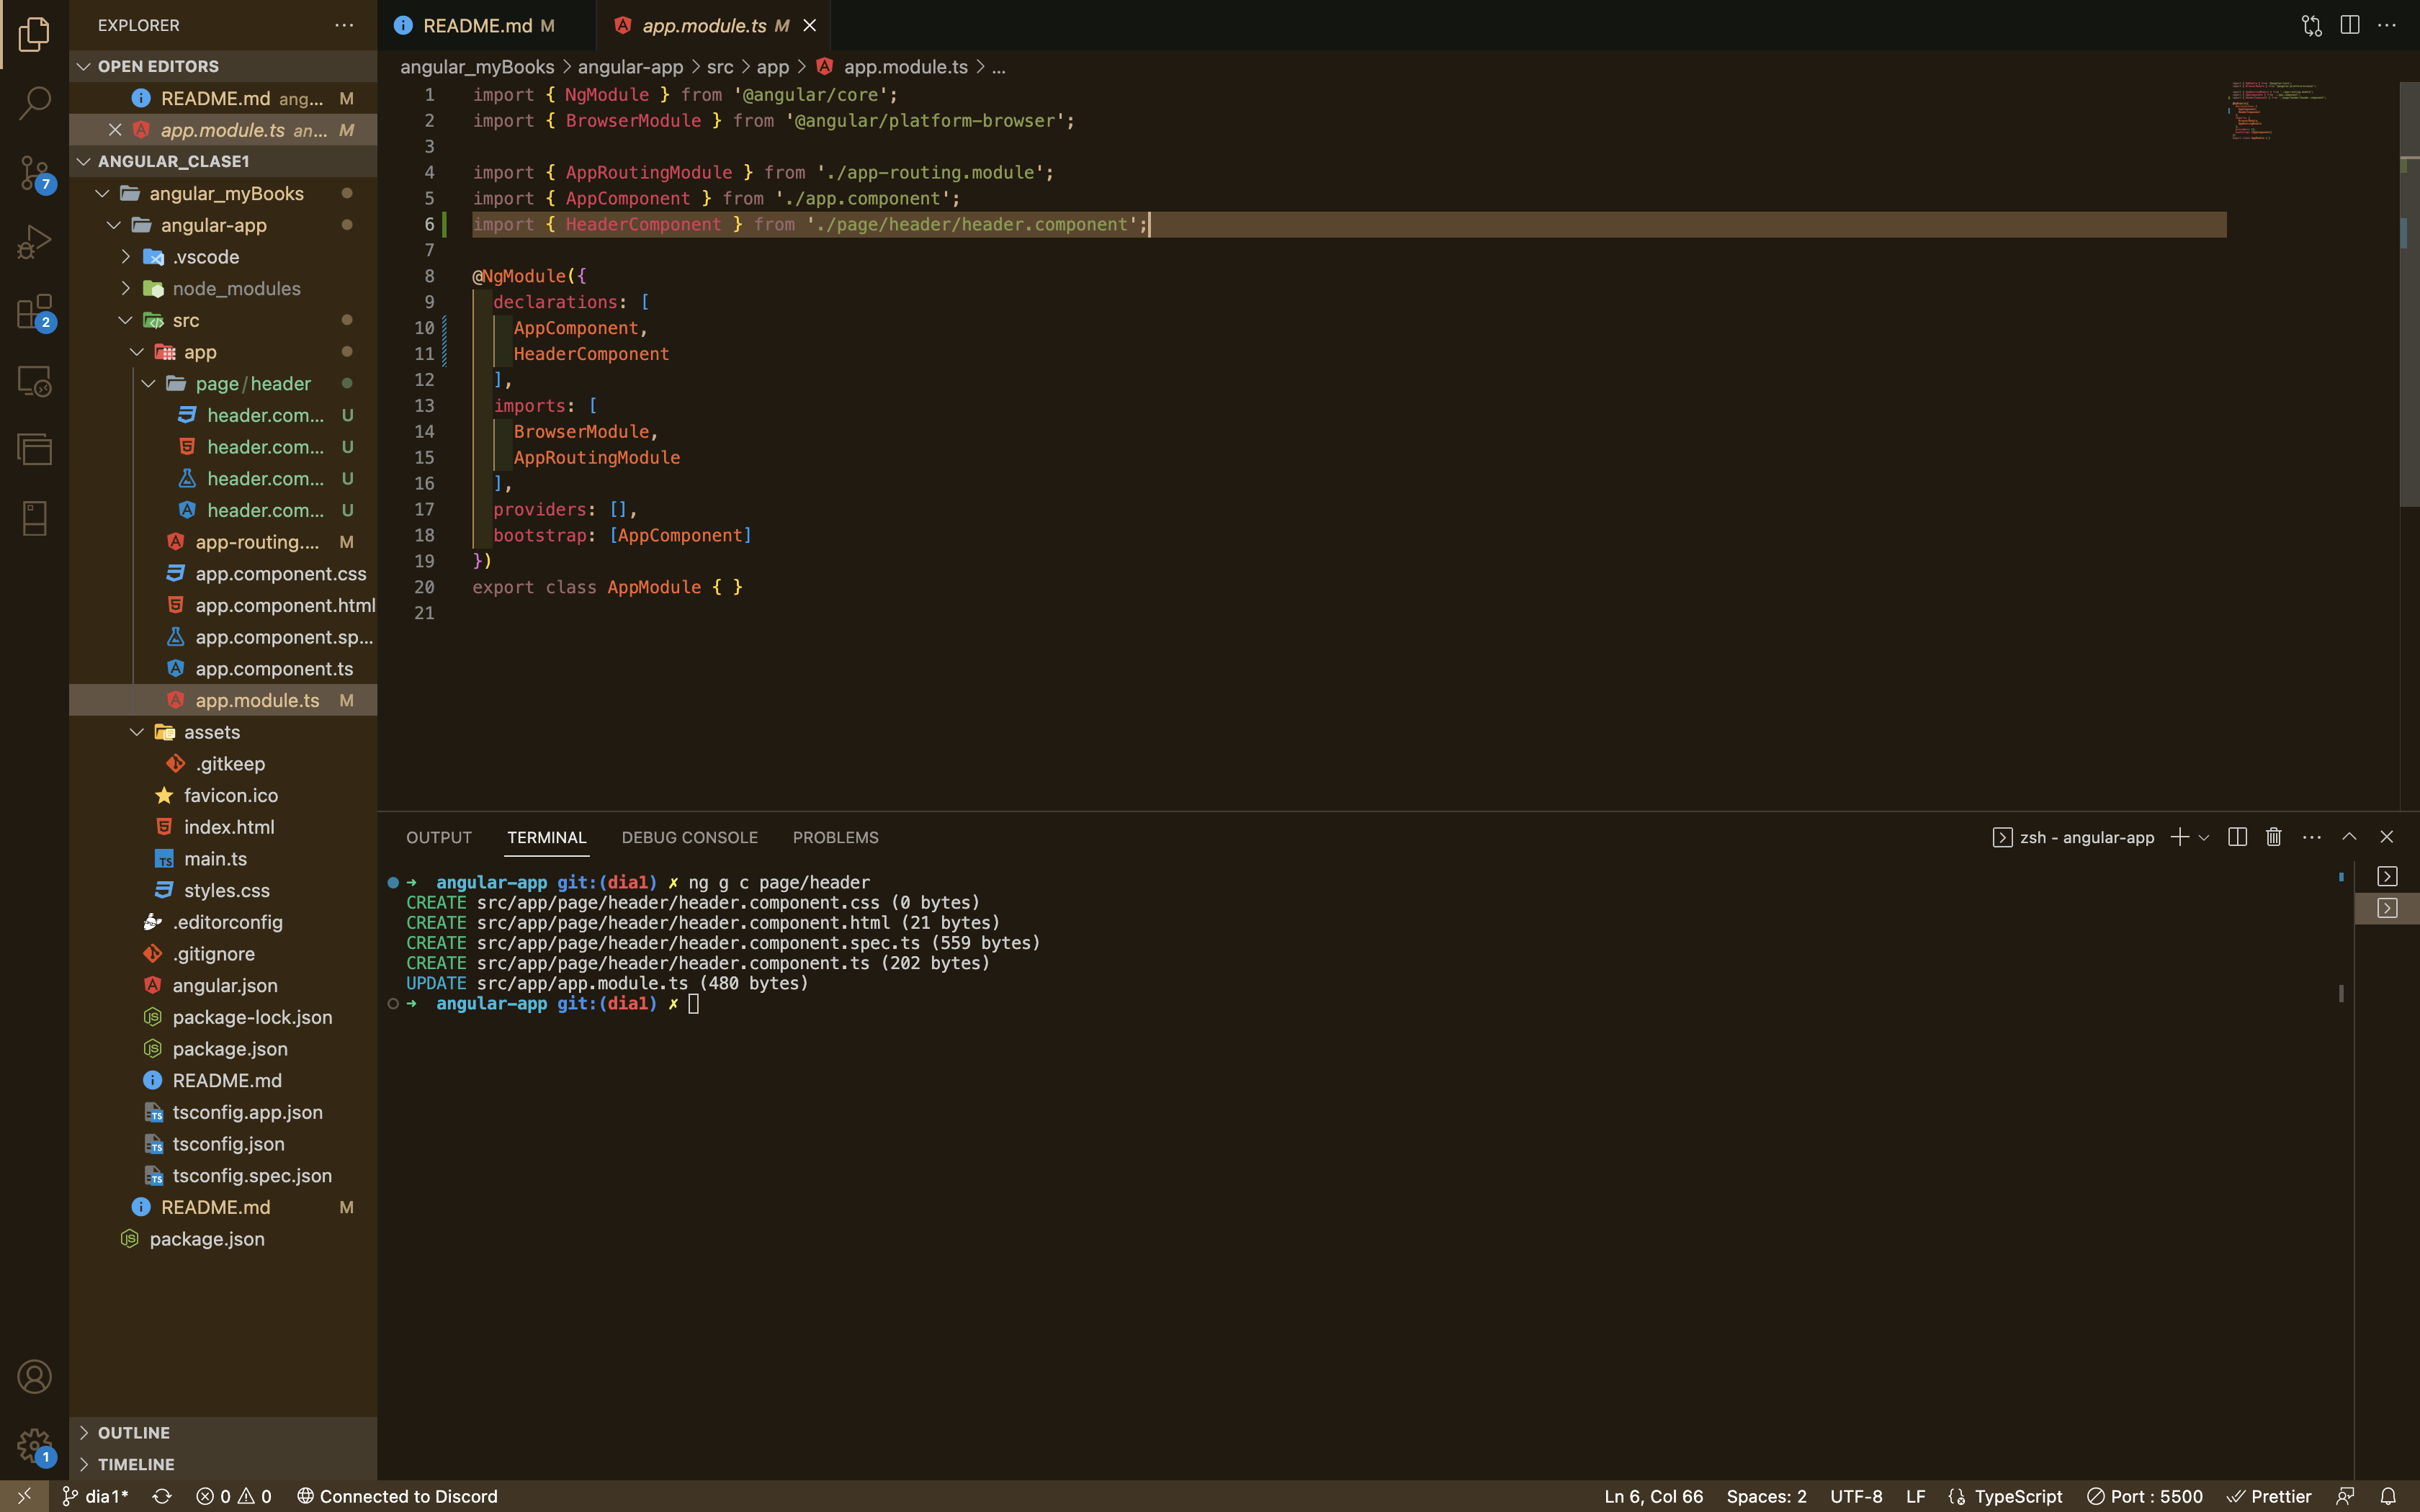 EXPLORER
OPEN EDITORS
README.md ang... M
app.module.ts an... M
ANGULAR_CLASE1
angular_myBooks
angular-app
.vscode
node_modules
src
app
page/header
header.com... U
header.com... U
header.com... U
header.com... U
app-routing.... M
app.component.css
app.component.html
app.component.sp...
app.component.ts
app.module.ts M
assets
.gitkeep
favicon.ico
index.html
main.ts
styles.css
.editorconfig
.gitignore
angular.json
package-lock.json
package.json
README.md
tsconfig.app.json
tsconfig.json
tsconfig.spec.json
README.md M
package.json
OUTLINE
TIMELINE
7
2
1
README.md M
app.module.ts M
angular_myBooks > angular-app > src > app > app.module.ts > ...
1 import { NgModule } from '@angular/core';
2 import { BrowserModule } from '@angular/platform-browser';
3
4 import { AppRoutingModule } from './app-routing.module';
5 import { AppComponent } from './app.component';
6 import { HeaderComponent } from './page/header/header.component';
7
8 @NgModule({
9 declarations: [
10 AppComponent,
11 HeaderComponent
12 ],
13 imports: [
14 BrowserModule,
15 AppRoutingModule
16 ],
17 providers: [],
18 bootstrap: [AppComponent]
19 })
20 export class AppModule { }
21
OUTPUT TERMINAL DEBUG CONSOLE PROBLEMS
zsh - angular-app
➜ angular-app git:(dia1) ✗ ng g c page/header
CREATE src/app/page/header/header.component.css (0 bytes)
CREATE src/app/page/header/header.component.html (21 bytes)
CREATE src/app/page/header/header.component.spec.ts (559 bytes)
CREATE src/app/page/header/header.component.ts (202 bytes)
UPDATE src/app/app.module.ts (480 bytes)
➜ angular-app git:(dia1) ✗
dia1* 0 0 Connected to Discord Ln 6, Col 66 Spaces: 2 UTF-8 LF TypeScript Port : 5500 Prettier